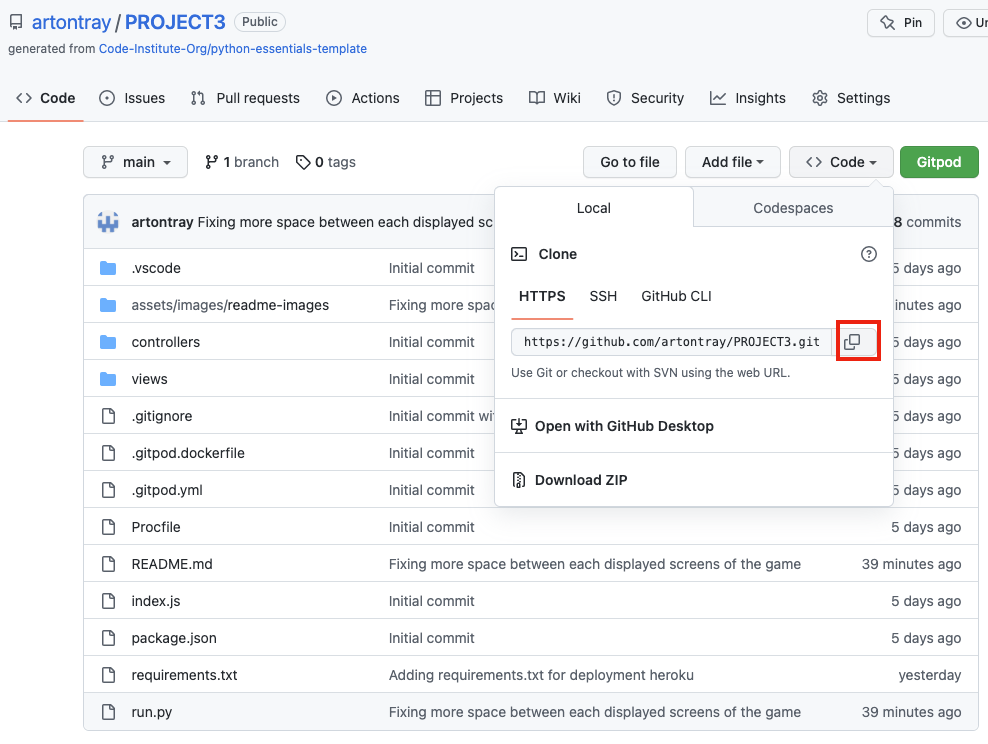 artontray / PROJECT3 Public Pin
generated from Code-Institute-Org/python-essentials-template
Code Issues Pull requests Actions Projects Wiki Security Insights Settings
main 1 branch 0 tags Go to file Add file Code Gitpod
Local Codespaces
artontray Fixing more space between each displayed sc 8 commits
Clone
.vscode Initial commit 5 days ago
HTTPS SSH GitHub CLI
assets/images/readme-images Fixing more spac inutes ago
https://github.com/artontray/PROJECT3.git
controllers Initial commit 5 days ago
Use Git or checkout with SVN using the web URL.
views Initial commit 5 days ago
.gitignore Initial commit wi 5 days ago
Open with GitHub Desktop
.gitpod.dockerfile Initial commit 5 days ago
Download ZIP
.gitpod.yml Initial commit 5 days ago
Procfile Initial commit 5 days ago
README.md Fixing more space between each displayed screens of the game 39 minutes ago
index.js Initial commit 5 days ago
package.json Initial commit 5 days ago
requirements.txt Adding requirements.txt for deployment heroku yesterday
run.py Fixing more space between each displayed screens of the game 39 minutes ago